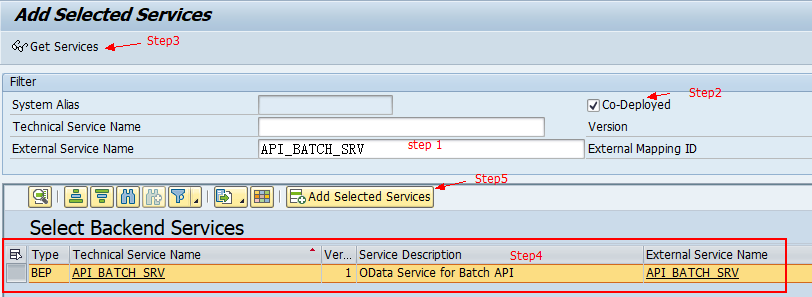 Add Selected Services
Get Services
Step3
Filter
System Alias
Co-Deployed
Step2
Technical Service Name
Version
External Service Name
API_BATCH_SRV
step 1
External Mapping ID
Add Selected Services
Step5
Select Backend Services
Type Technical Service Name Ver... Service Description Step4 External Service Name
BEP API_BATCH_SRV 1 OData Service for Batch API API_BATCH_SRV